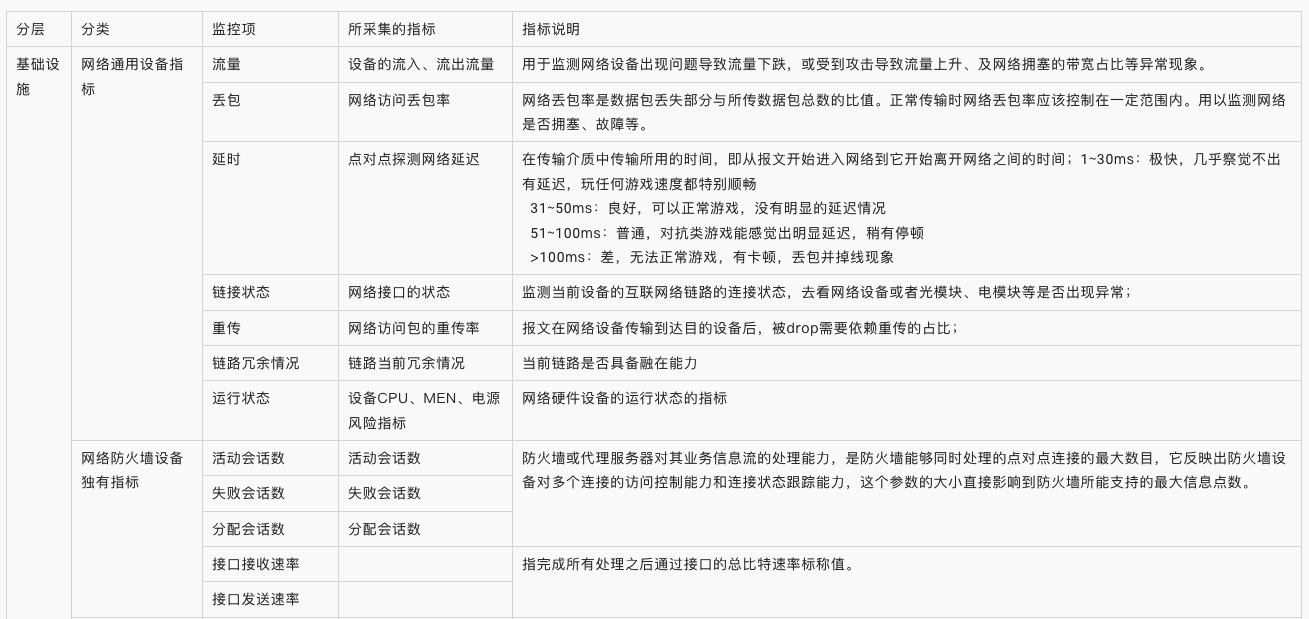 分层 分类 监控项 所采集的指标 指标说明
基础设 网络通用设备指 流量 设备的流入、流出流量 用于监测网络设备出现问题导致流量下跌，或受到攻击导致流量上升、及网络拥塞的带宽占比等异常现象。
施 标
丢包 网络访问丢包率 网络丢包率是数据包丢失部分与所传数据包总数的比值。正常传输时网络丢包率应该控制在一定范围内。用以监测网络
是否拥塞、故障等。
延时 点对点探测网络延迟 在传输介质中传输所用的时间，即从报文开始进入网络到它开始离开网络之间的时间；1~30ms：极快，几乎察觉不出
有延迟，玩任何游戏速度都特别顺畅
31~50ms：良好，可以正常游戏，没有明显的延迟情况
51~100ms：普通，对抗类游戏能感觉出明显延迟，稍有停顿
>100ms：差，无法正常游戏，有卡顿，丢包并掉线现象
链接状态 网络接口的状态 监测当前设备的互联网络链路的连接状态，去看网络设备或者光模块、电模块等是否出现异常；
重传 网络访问包的重传率 报文在网络设备传输到达目的设备后，被drop需要依赖重传的占比；
链路冗余情况 链路当前冗余情况 当前链路是否具备融在能力
运行状态 设备CPU、MEN、电源 网络硬件设备的运行状态的指标
风险指标
网络防火墙设备 活动会话数 活动会话数 防火墙或代理服务器对其业务信息流的处理能力，是防火墙能够同时处理的点对点连接的最大数目，它反映出防火墙设
独有指标 备对多个连接的访问控制能力和连接状态跟踪能力，这个参数的大小直接影响到防火墙所能支持的最大信息点数。
失败会话数 失败会话数
分配会话数 分配会话数
接口接收速率 指完成所有处理之后通过接口的总比特速率标称值。
接口发送速率